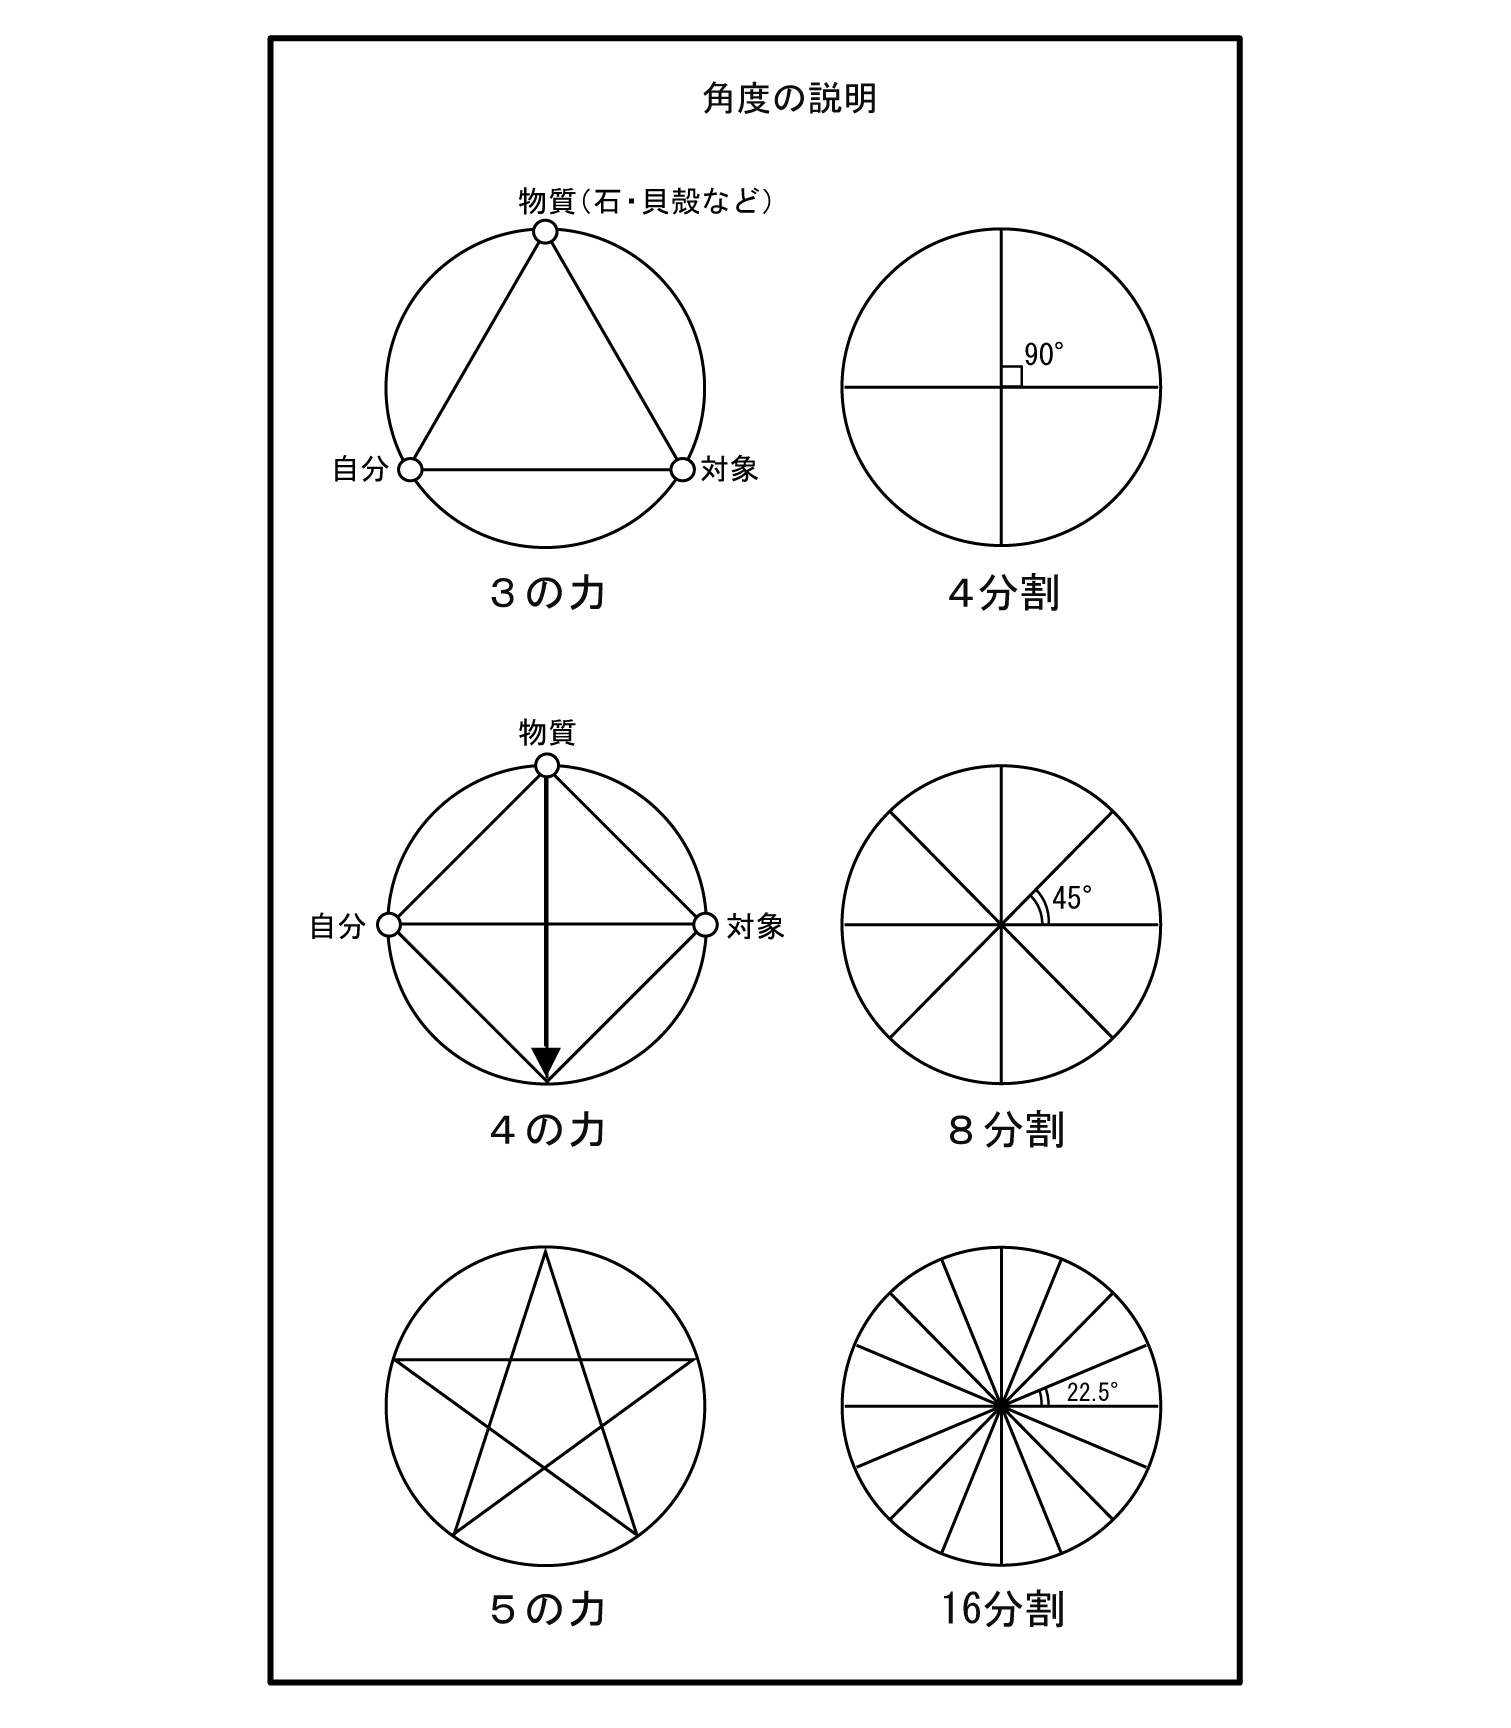 角度の説明
物質(石・貝殻など)
自分
対象
3の力
90°
4分割
物質
自分
対象
4の力
45°
8分割
5の力
22.5°
16分割